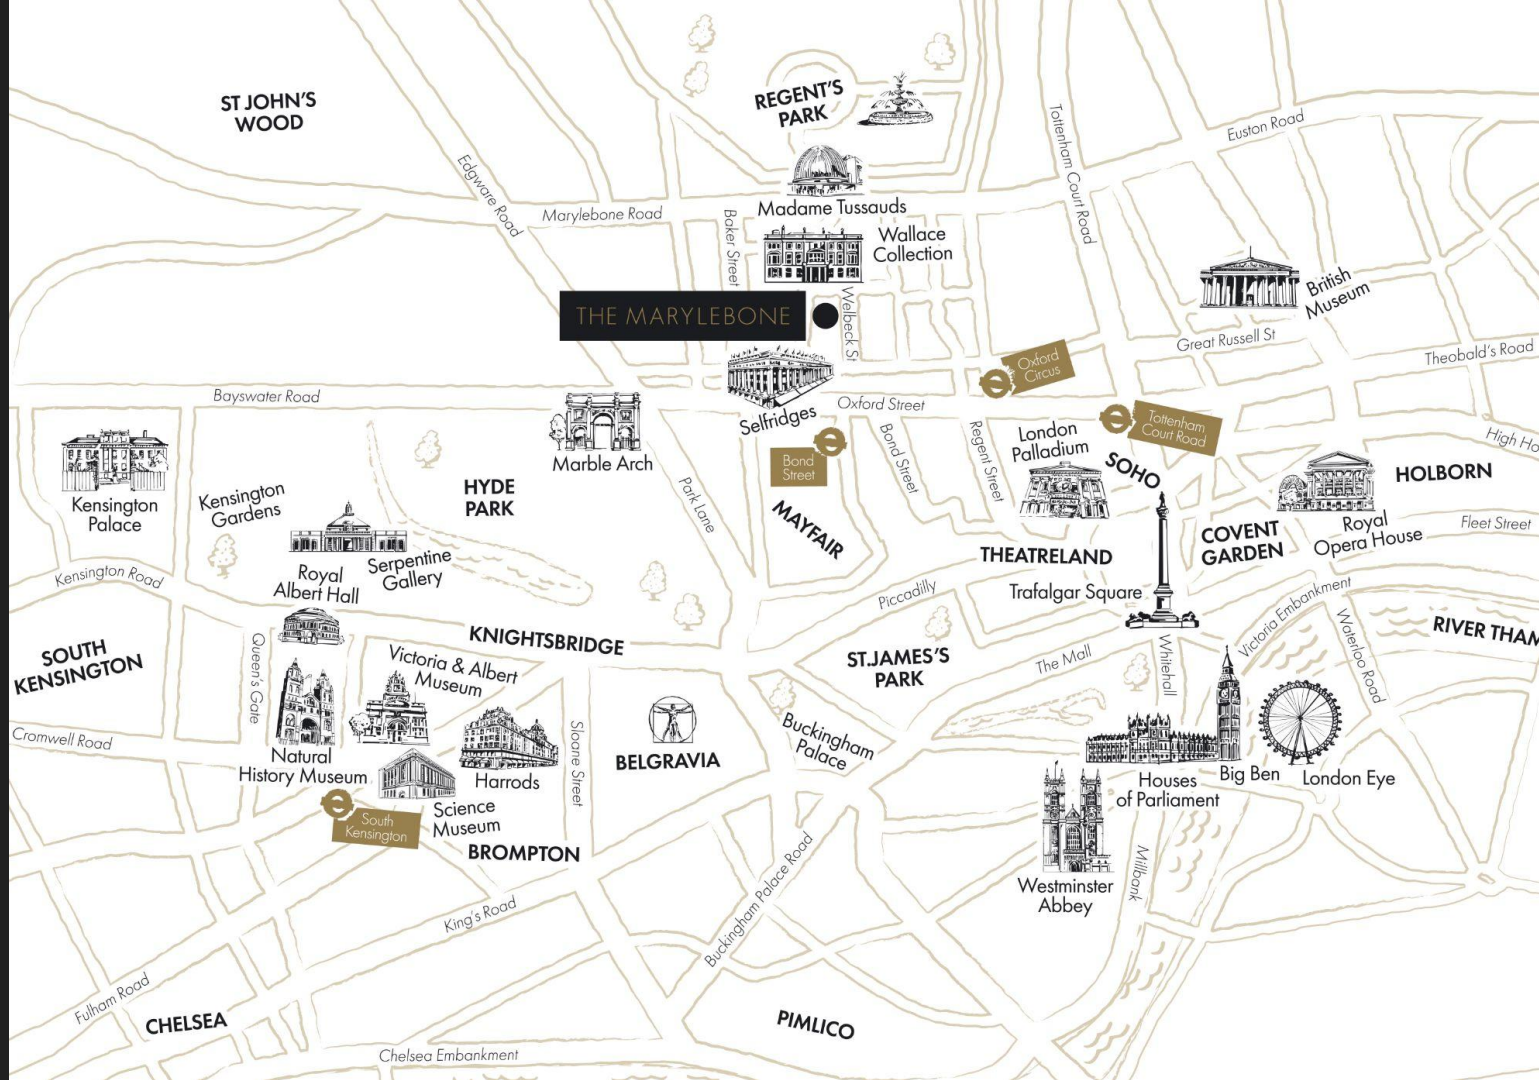 ST JOHN'S
WOOD
REGENT'S
PARK
Euston Road
Tottenham Court Road
Edgware Road
Marylebone Road
Baker Street
Madame Tussauds
Wallace
Collection
British
Museum
THE MARYLEBONE
Welbeck St
Great Russell St
Theobald's Road
Oxford
Circus
Bayswater Road
Selfridges
Oxford Street
Tottenham
Court Road
Marble Arch
Bond
Street
Bond Street
Regent Street
London
Palladium
SOHO
HOLBORN
Kensington
Palace
Kensington
Gardens
HYDE
PARK
Park Lane
MAYFAIR
THEATRELAND
COVENT
GARDEN
Royal
Opera House
Fleet Street
Kensington Road
Royal
Albert Hall
Serpentine
Gallery
Piccadilly
Trafalgar Square
Victoria Embankment
Waterloo Road
SOUTH
KENSINGTON
Queen's Gate
KNIGHTSBRIDGE
Victoria & Albert
Museum
ST.JAMES'S
PARK
The Mall
Whitehall
Cromwell Road
Natural
History Museum
Harrods
Sloane Street
BELGRAVIA
Buckingham
Palace
Houses
of Parliament
Big Ben
London Eye
South
Kensington
Science
Museum
BROMPTON
Westminster
Abbey
Millbank
King's Road
Buckingham Palace Road
Fulham Road
CHELSEA
PIMLICO
Chelsea Embankment
RIVER
High